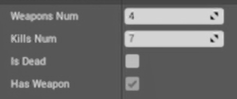 Weapons Num 4
Kills Num 7
Is Dead
Has Weapon